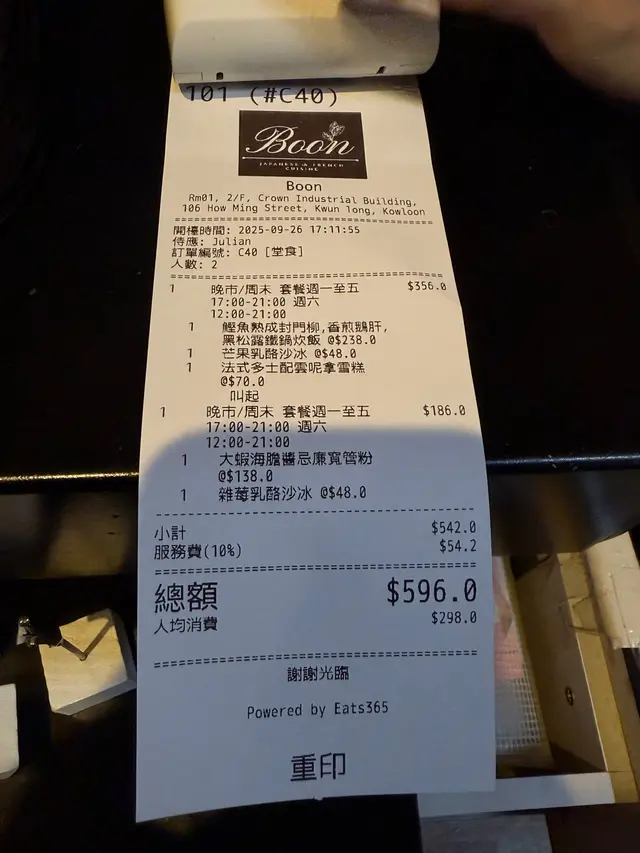 101 (#C40)
Boon
JAPANESE & FRENCH
CUISINE
Boon
Rm01, 2/F, Crown Industrial Building,
106 How Ming Street, Kwun Tong, Kowloon
開檯時間: 2025-09-26 17:11:55
侍應: Julian
訂單編號: C40 [堂食]
人數: 2
1 晚市/周末 套餐週一至五 $356.0
17:00-21:00 週六
12:00-21:00
1 鰹魚熟成封門柳,香煎鵝肝,
黑松露鐵鍋炊飯 @$238.0
1 芒果乳酪沙冰 @$48.0
1 法式多士配雲呢拿雪糕
@$70.0
叫起
1 晚市/周末 套餐週一至五 $186.0
17:00-21:00 週六
12:00-21:00
1 大蝦海膽醬忌廉寬管粉
@$138.0
1 雜莓乳酪沙冰 @$48.0
小計 $542.0
服務費(10%) $54.2
總額 $596.0
人均消費 $298.0
謝謝光臨
Powered by Eats365
重印